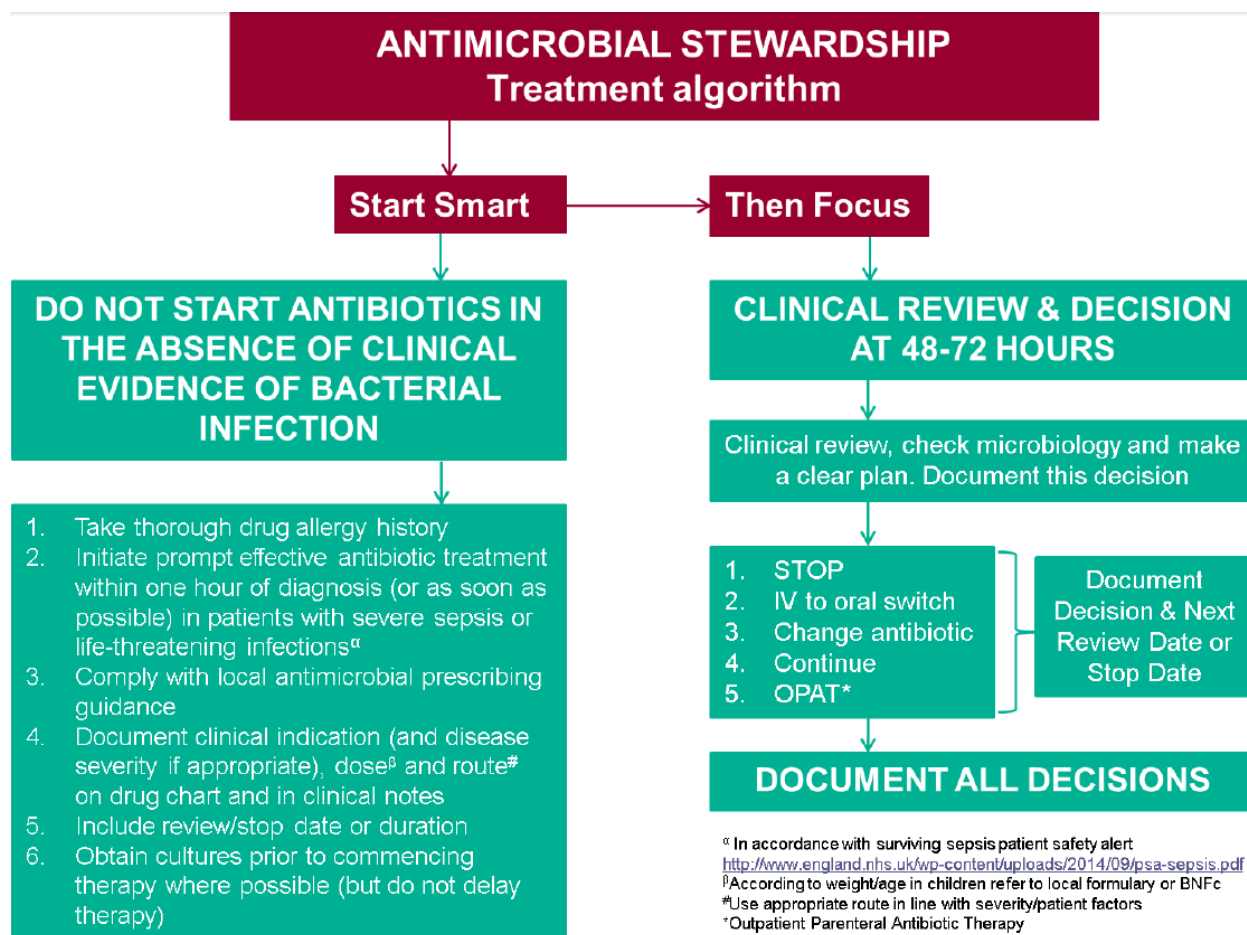 ANTIMICROBIAL STEWARDSHIP
Treatment algorithm
Start Smart
DO NOT START ANTIBIOTICS IN
THE ABSENCE OF CLINICAL
EVIDENCE OF BACTERIAL
INFECTION
1. Take thorough drug allergy history
2. Initiate prompt effective antibiotic treatment
within one hour of diagnosis (or as soon as
possible) in patients with severe sepsis or
life-threatening infectionsα
3. Comply with local antimicrobial prescribing
guidance
4. Document clinical indication (and disease
severity if appropriate), doseβ and route#
on drug chart and in clinical notes
5. Include review/stop date or duration
6. Obtain cultures prior to commencing
therapy where possible (but do not delay
therapy)
Then Focus
CLINICAL REVIEW & DECISION
AT 48-72 HOURS
Clinical review, check microbiology and make
a clear plan. Document this decision
1. STOP
2. IV to oral switch
3. Change antibiotic
4. Continue
5. OPAT*
Document
Decision & Next
Review Date or
Stop Date
DOCUMENT ALL DECISIONS
α In accordance with surviving sepsis patient safety alert
http://www.england.nhs.uk/wp-content/uploads/2014/09/psa-sepsis.pdf
βAccording to weight/age in children refer to local formulary or BNFc
#Use appropriate route in line with severity/patient factors
*Outpatient Parenteral Antibiotic Therapy